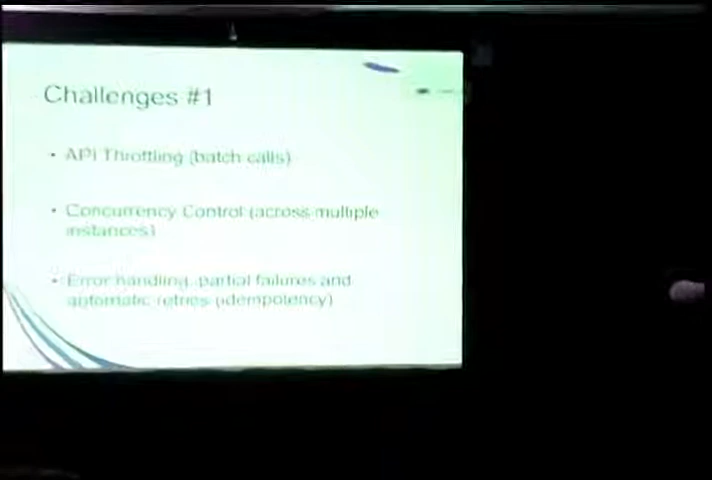 Challenges #1
• API Throttling (batch calls)
• Concurrency Control (across multiple
instances)
• Error handling, partial failures and
automatic retries (idempotency)